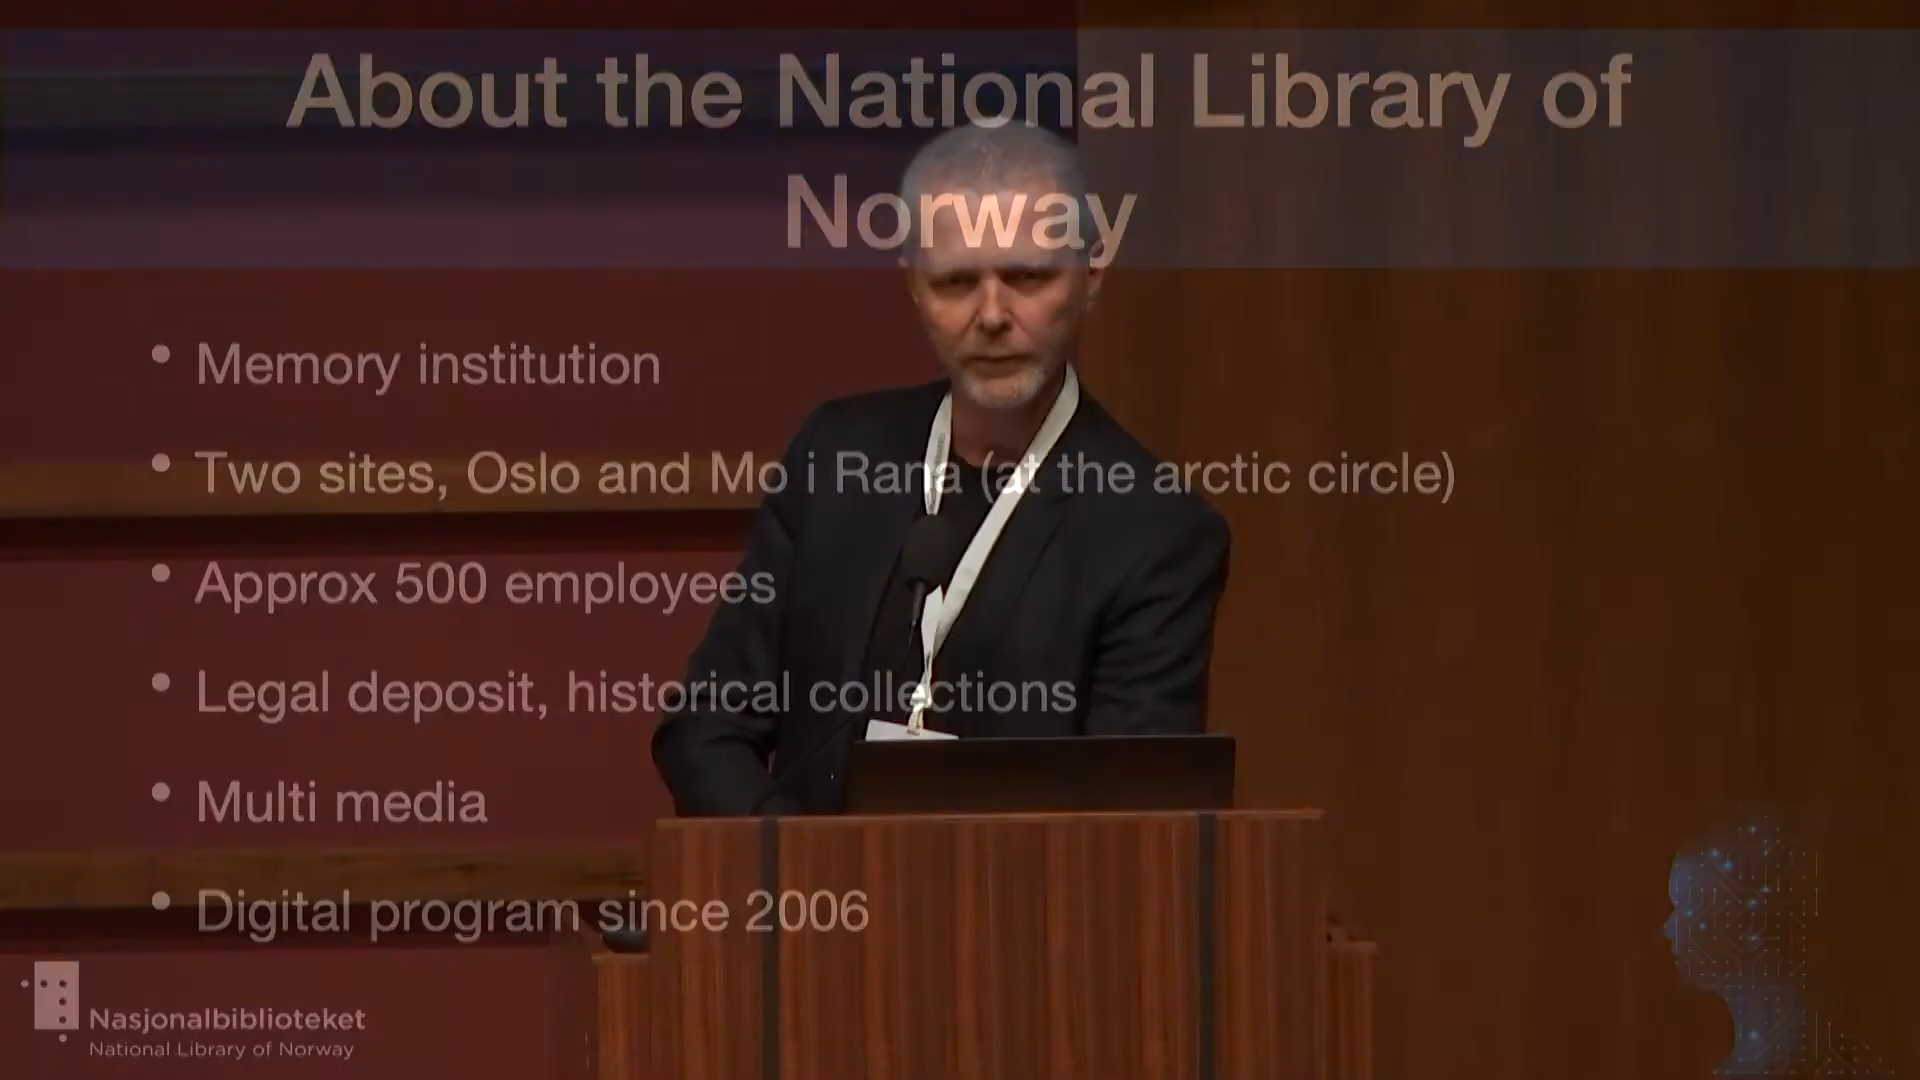 About the National Library of
Norway
• Memory institution
• Two sites, Oslo and Mo i Rana (at the arctic circle)
• Approx 500 employees
• Legal deposit, historical collections
• Multi media
• Digital program since 2006
Nasjonalbiblioteket
National Library of Norway